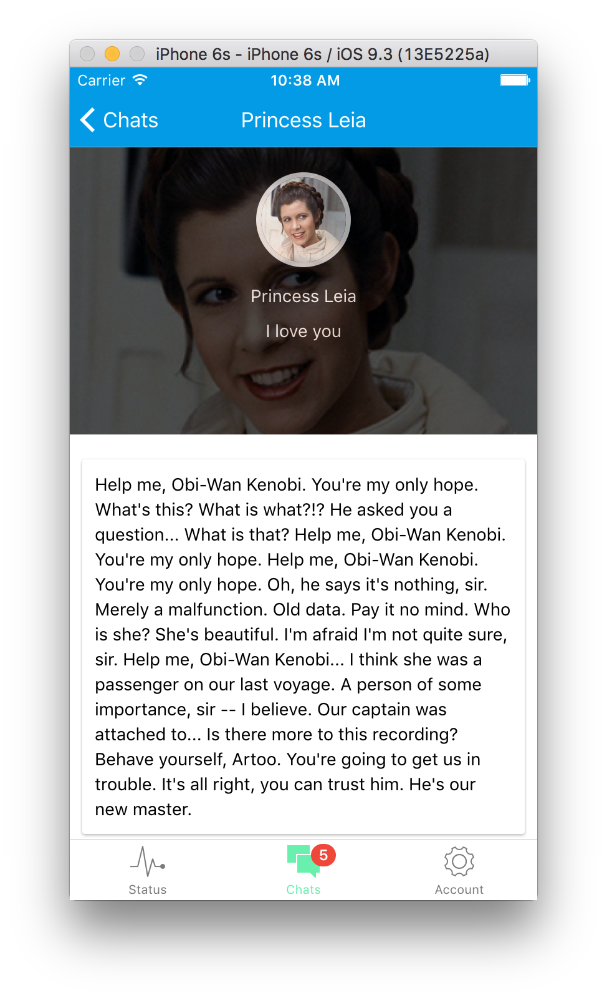 iPhone 6s - iPhone 6s / iOS 9.3 (13E5225a)
Carrier 10:38 AM
Chats Princess Leia
Princess Leia
I love you
Help me, Obi-Wan Kenobi. You're my only hope.
What's this? What is what?!? He asked you a
question... What is that? Help me, Obi-Wan Kenobi.
You're my only hope. Help me, Obi-Wan Kenobi.
You're my only hope. Oh, he says it's nothing, sir.
Merely a malfunction. Old data. Pay it no mind. Who
is she? She's beautiful. I'm afraid I'm not quite sure,
sir. Help me, Obi-Wan Kenobi... I think she was a
passenger on our last voyage. A person of some
importance, sir -- I believe. Our captain was
attached to... Is there more to this recording?
Behave yourself, Artoo. You're going to get us in
trouble. It's all right, you can trust him. He's our
new master.
5
Status Chats Account